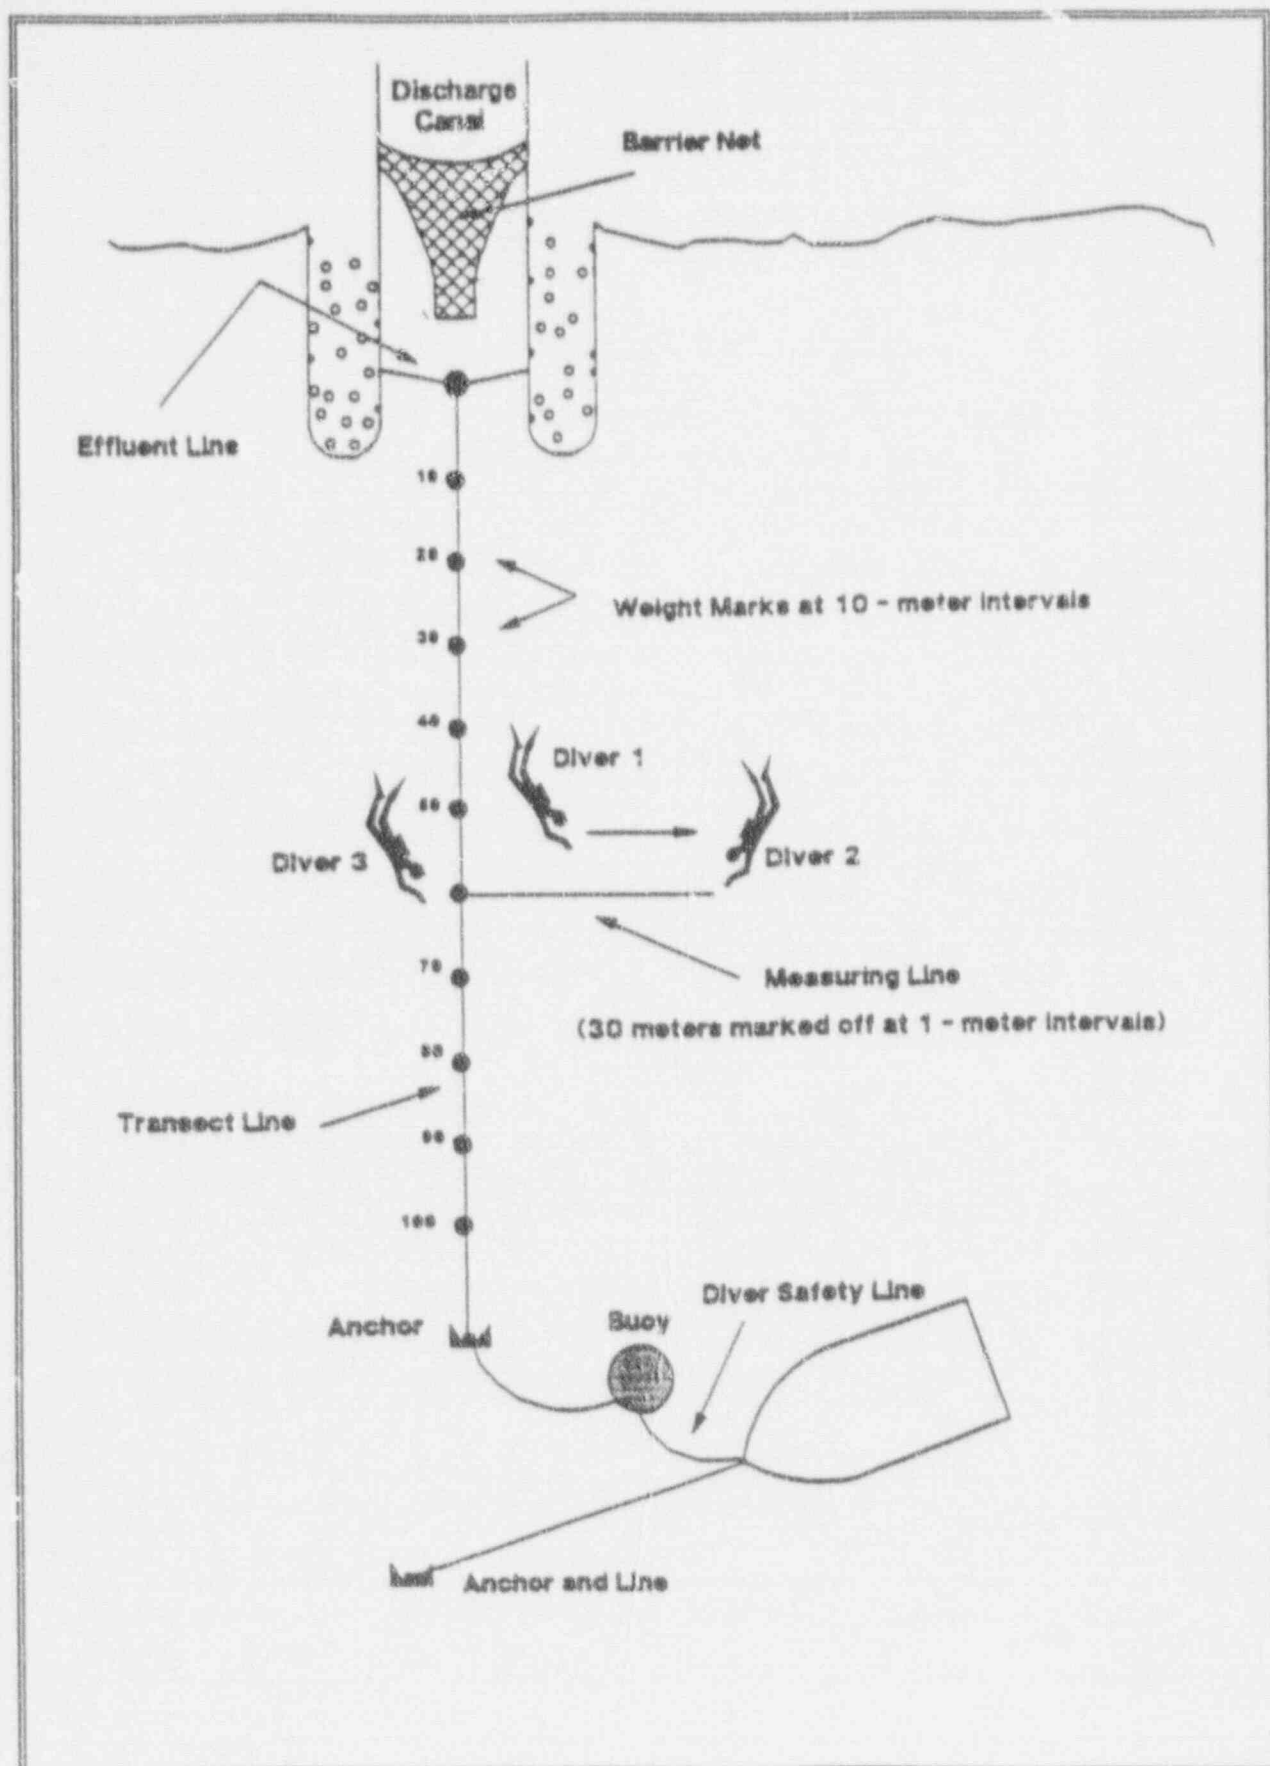 Discharge
Canal
Barrier Net
Effluent Line
10
20
Weight Marks at 10 - meter intervals
30
40
Diver 1
Diver 3
Diver 2
70
Measuring Line
(30 meters marked off at 1 - meter intervals)
Transect Line
90
Diver Safety Line
Anchor
Buoy
Anchor and Line